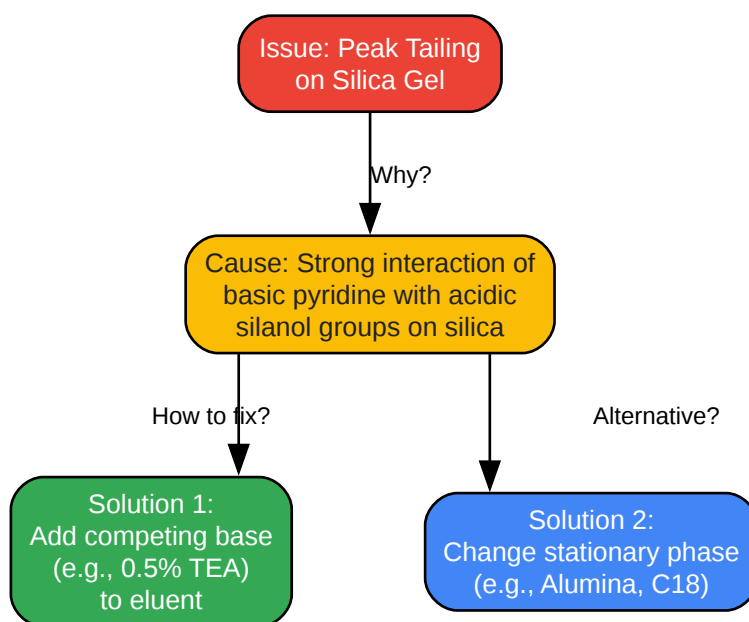 Issue: Peak Tailing
on Silica Gel
Why?
Cause: Strong interaction of
basic pyridine with acidic
silanol groups on silica
How to fix?
Alternative?
Solution 1:
Add competing base
(e.g., 0.5% TEA)
to eluent
Solution 2:
Change stationary phase
(e.g., Alumina, C18)